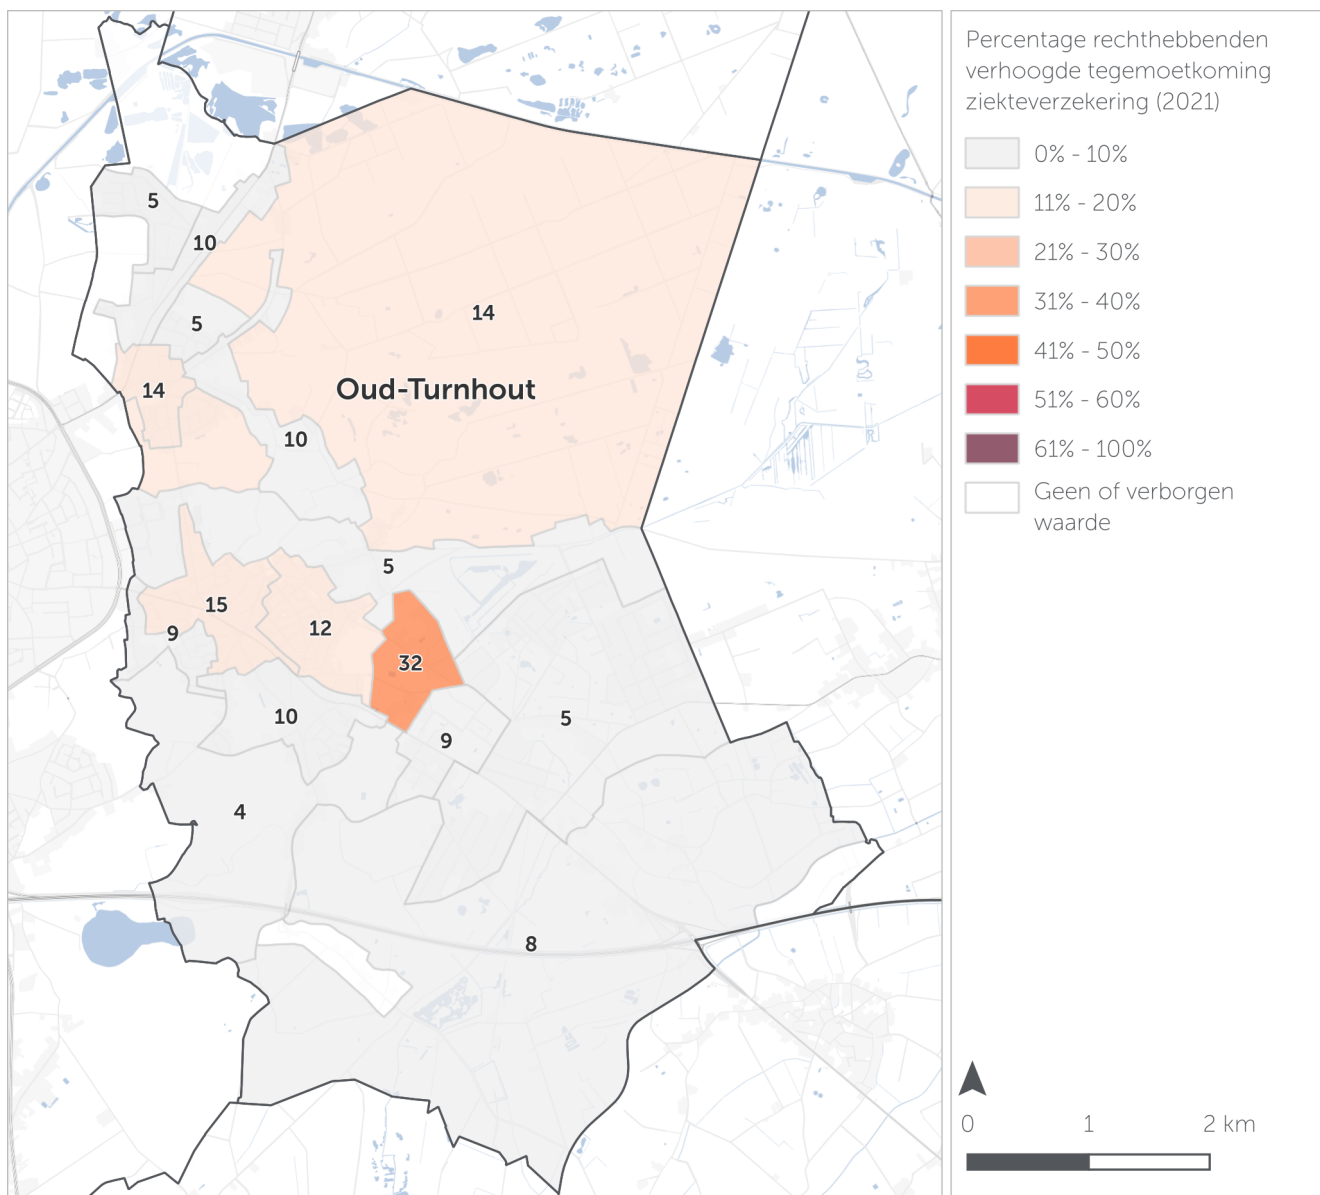 5
10
5
14
14
Oud-Turnhout
10
5
15
12
9
32
10
9
5
4
8
Percentage rechthebbenden
verhoogde tegemoetkoming
ziekteverzekering (2021)
0% - 10%
11% - 20%
21% - 30%
31% - 40%
41% - 50%
51% - 60%
61% - 100%
Geen of verborgen
waarde
0 1 2 km